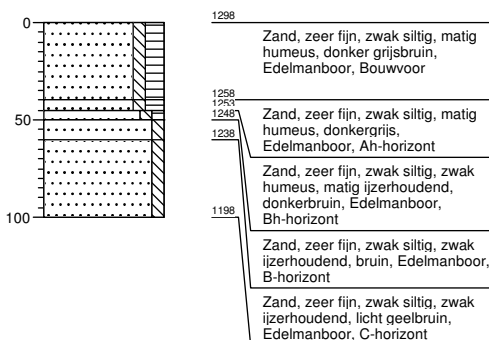 0
50
100
1298
Zand, zeer fijn, zwak siltig, matig
humeus, donker grijsbruin,
Edelmanboor, Bouwvoor
1258
Zand, zeer fijn, zwak siltig, matig
humeus, donkergrijs,
Edelmanboor, Ah-horizont
1253
Zand, zeer fijn, zwak siltig, zwak
humeus, matig ijzerhoudend,
donkerbruin, Edelmanboor,
Bh-horizont
1248
Zand, zeer fijn, zwak siltig, zwak
ijzerhoudend, bruin, Edelmanboor,
B-horizont
1238
Zand, zeer fijn, zwak siltig, zwak
ijzerhoudend, licht geelbruin,
Edelmanboor, C-horizont
1198